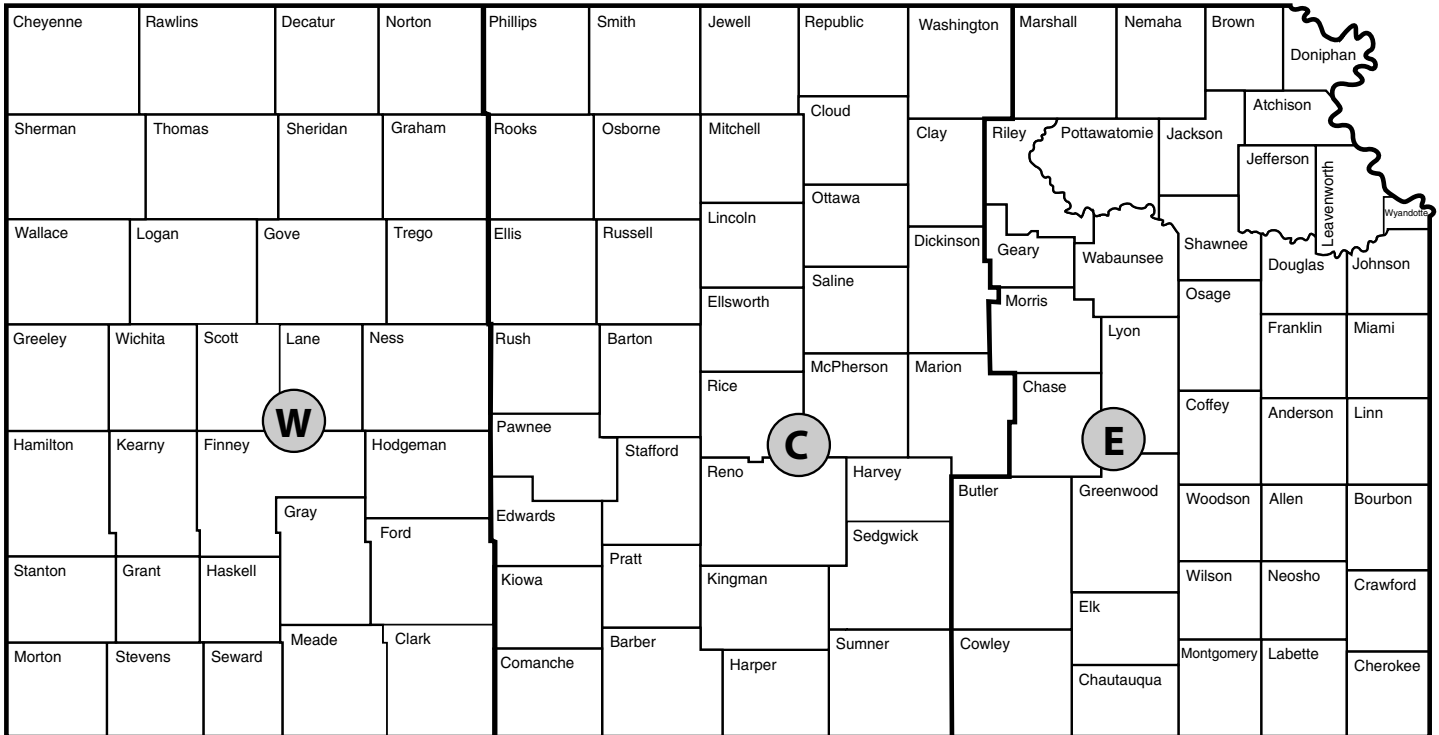 Cheyenne
Rawlins
Decatur
Norton
Phillips
Smith
Jewell
Republic
Washington
Marshall
Nemaha
Brown
Doniphan
Sherman
Thomas
Sheridan
Graham
Rooks
Osborne
Mitchell
Cloud
Clay
Riley
Pottawatomie
Jackson
Atchison
Jefferson
Leavenworth
Wyandotte
Wallace
Logan
Gove
Trego
Ellis
Russell
Lincoln
Ottawa
Dickinson
Geary
Wabaunsee
Shawnee
Douglas
Johnson
Ellsworth
Saline
Morris
Osage
Greeley
Wichita
Scott
Lane
Ness
Rush
Barton
Rice
McPherson
Marion
Chase
Lyon
Franklin
Miami
W
C
E
Coffey
Anderson
Linn
Hamilton
Kearny
Finney
Hodgeman
Pawnee
Stafford
Reno
Harvey
Butler
Greenwood
Woodson
Allen
Bourbon
Gray
Ford
Edwards
Sedgwick
Stanton
Grant
Haskell
Kiowa
Pratt
Kingman
Wilson
Neosho
Crawford
Elk
Morton
Stevens
Seward
Meade
Clark
Comanche
Barber
Harper
Sumner
Cowley
Chautauqua
Montgomery
Labette
Cherokee